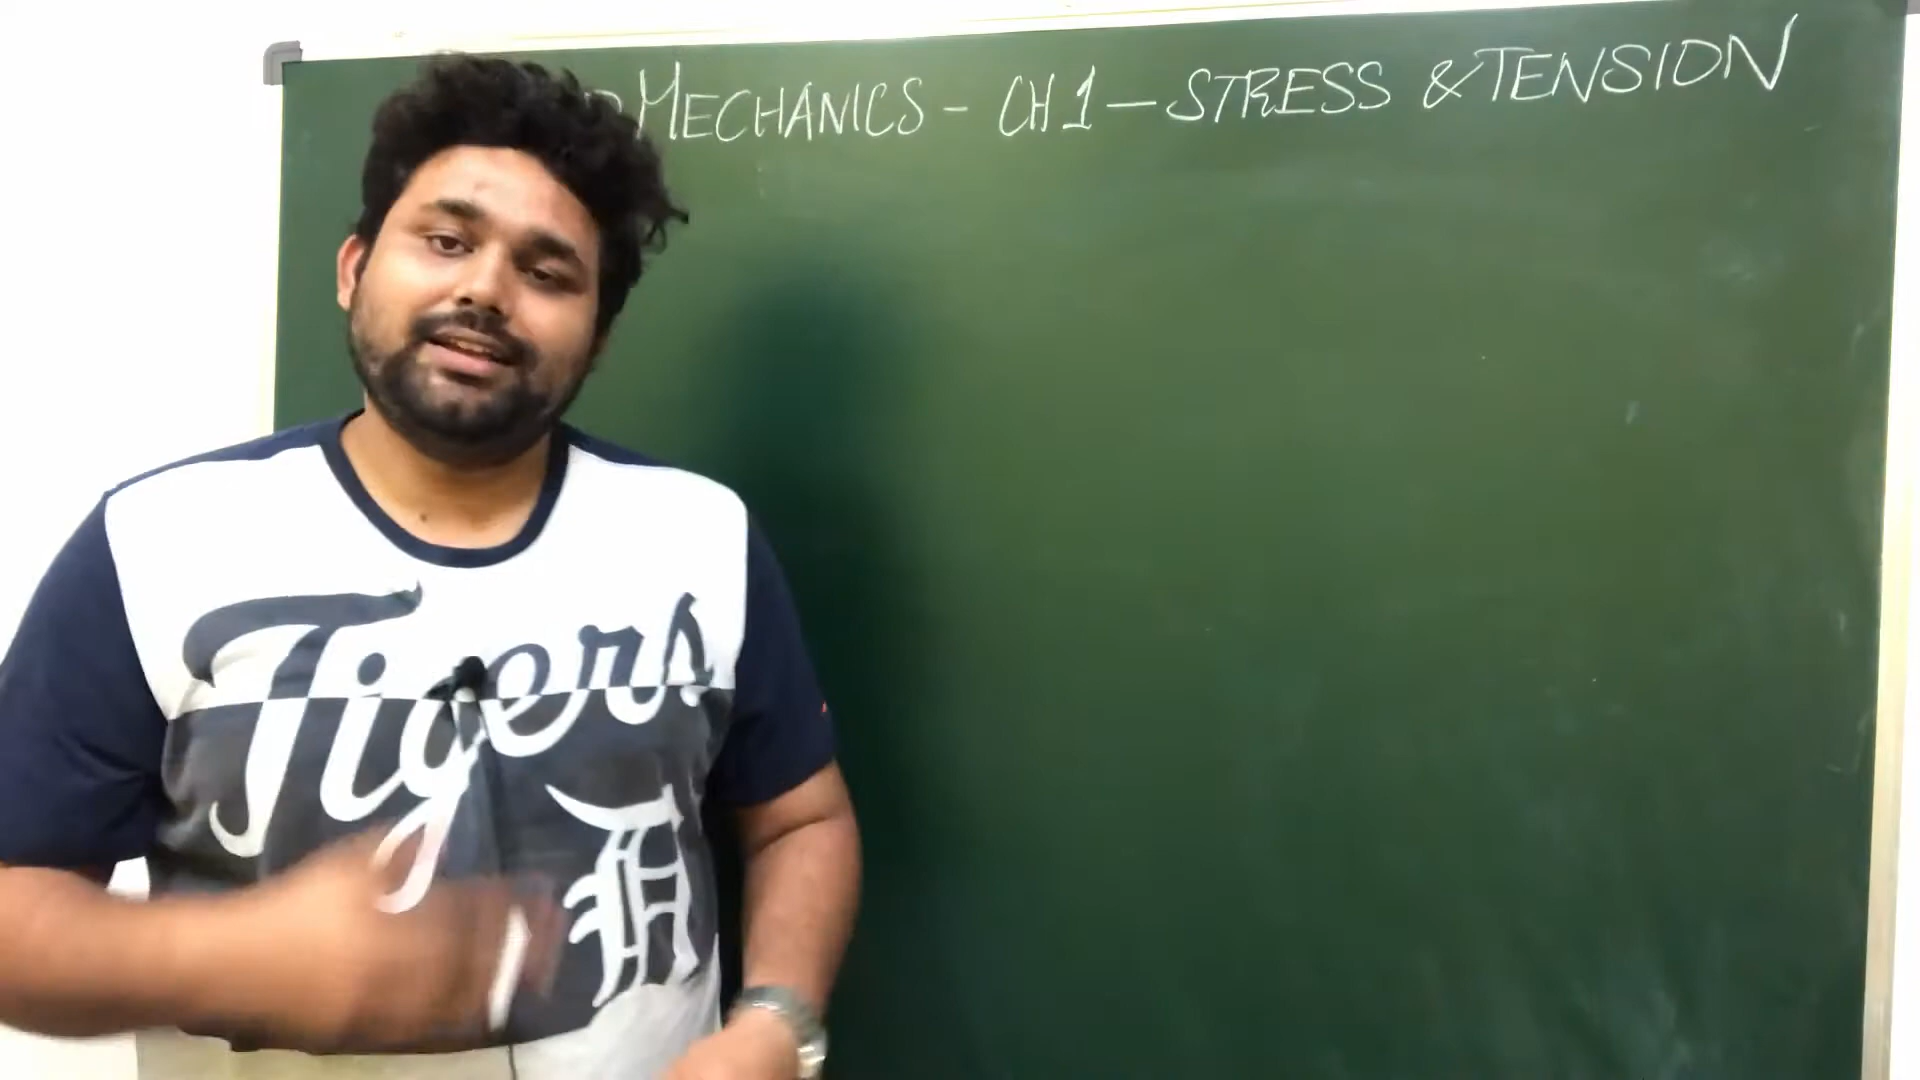 MECHANICS - CH 1 - STRESS & TENSION
Tigers
D